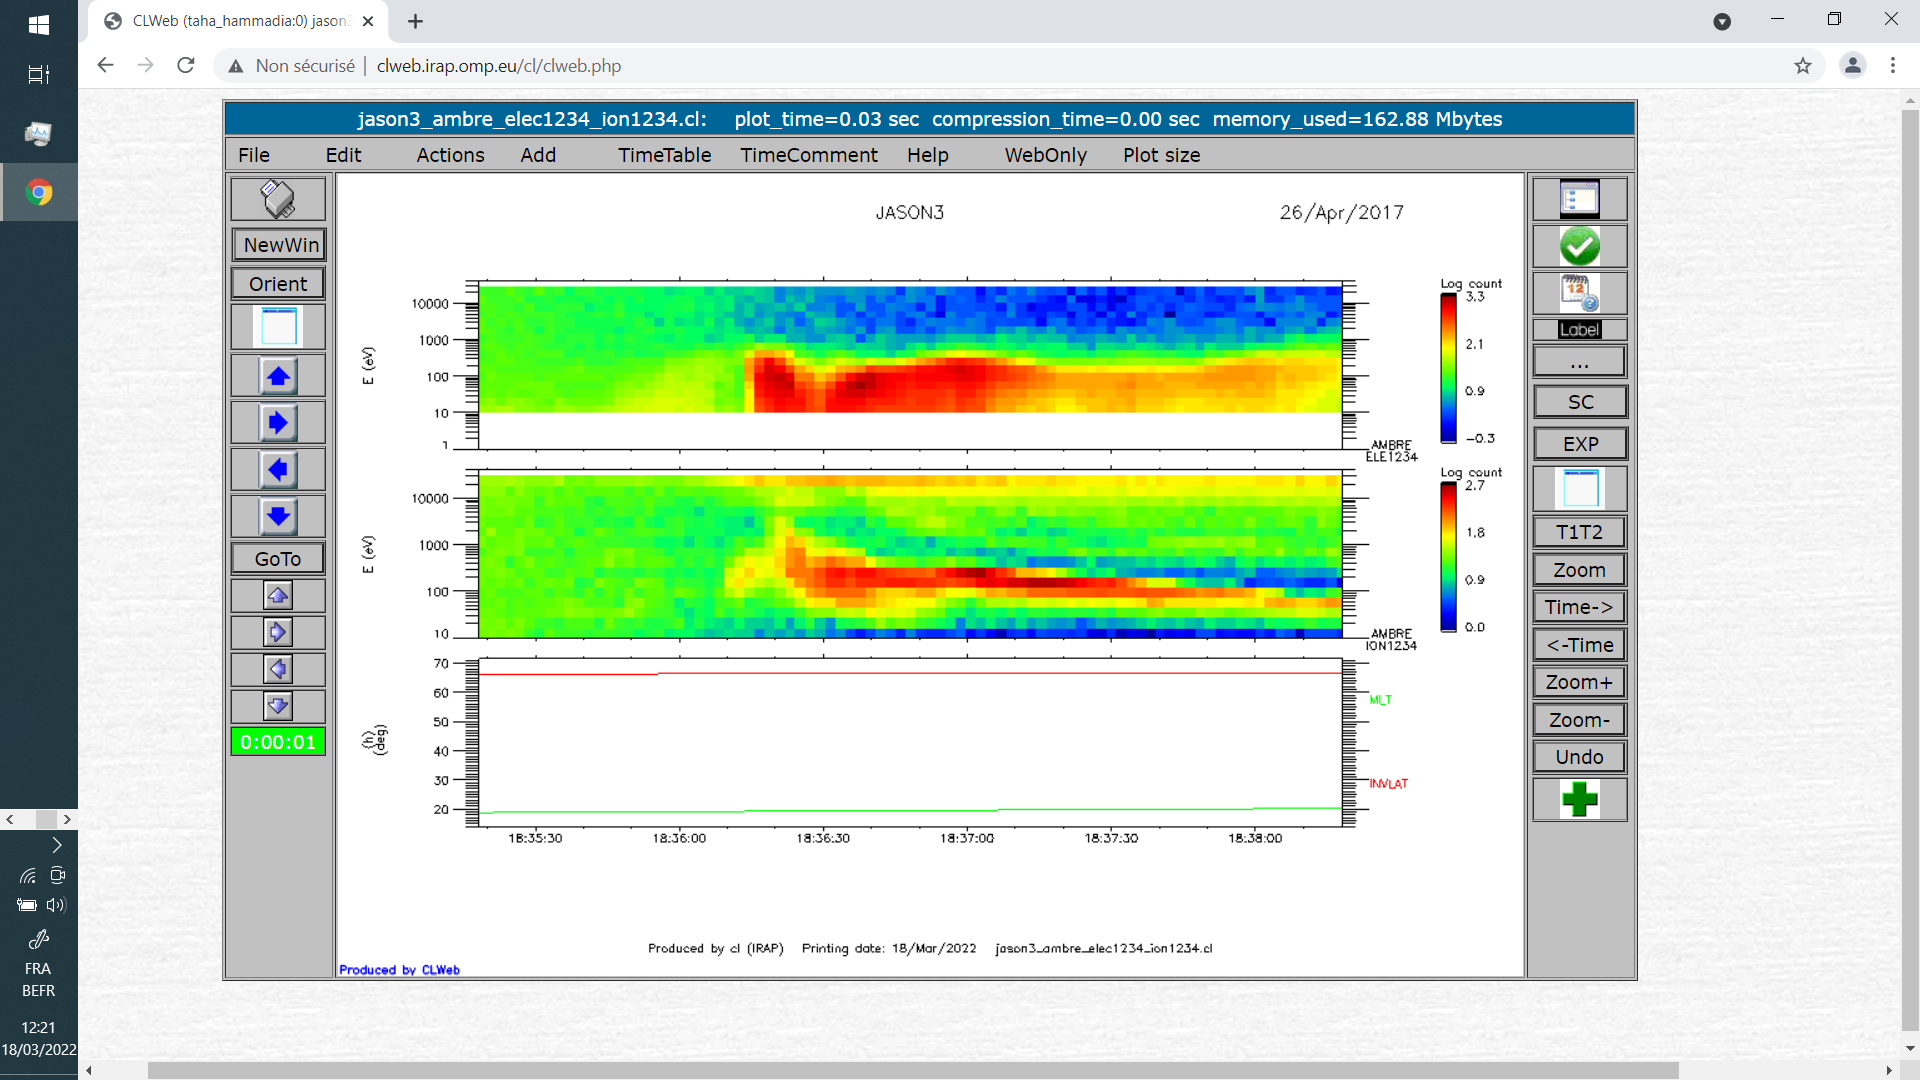 CLWeb (taha_hammadia:0) jason
Non sécurisé | clweb.irap.omp.eu/cl/clweb.php
jason3_ambre_elec1234_ion1234.cl: plot_time=0.03 sec compression_time=0.00 sec memory_used=162.88 Mbytes
File Edit Actions Add TimeTable TimeComment Help WebOnly Plot size
NewWin
Orient
GoTo
0:00:01
JASON3 26/Apr/2017
E (eV)
10000
1000
100
10
1
Log count
3.3
2.1
0.9
-0.3
AMBRE
ELE1234
E (eV)
10000
1000
100
10
Log count
2.7
1.8
0.9
0.0
AMBRE
ION1234
(h)
(deg)
70
60
50
40
30
20
MLT
INVLAT
18:35:30 18:36:00 18:36:30 18:37:00 18:37:30 18:38:00
Produced by cl (IRAP) Printing date: 18/Mar/2022 jason3_ambre_elec1234_ion1234.cl
Produced by CLWeb
12
Label
...
SC
EXP
T1T2
Zoom
Time->
<-Time
Zoom+
Zoom-
Undo
FRA
BEFR
12:21
18/03/2022